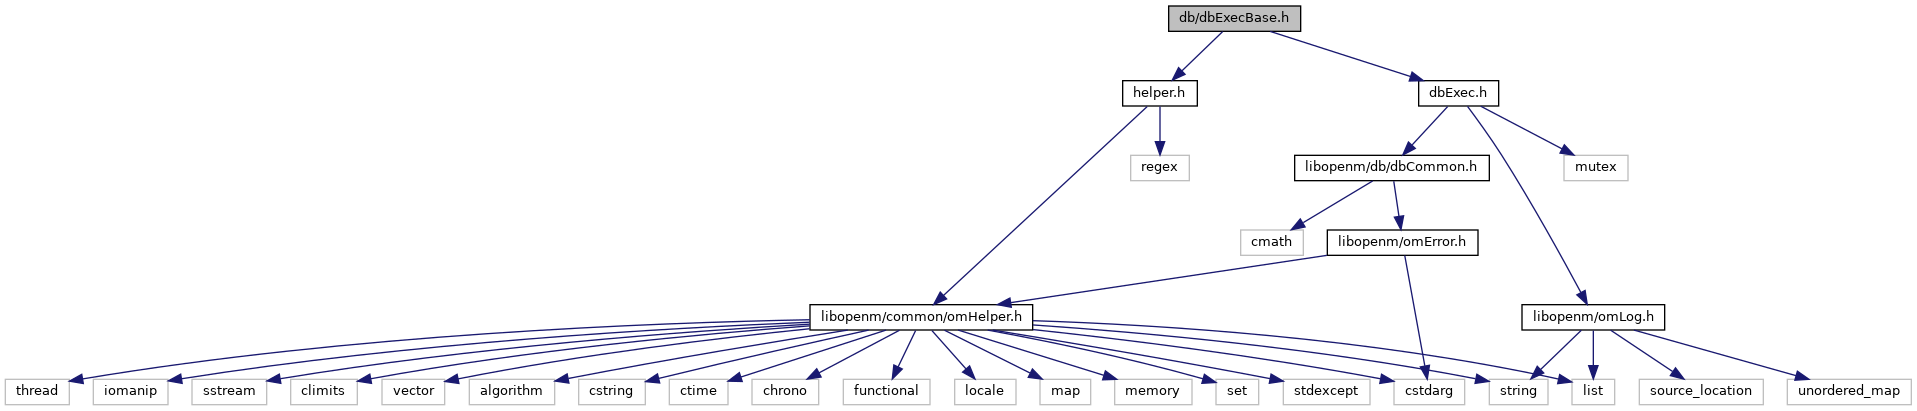 db/dbExecBase.h
helper.h
dbExec.h
regex
libopenm/db/dbCommon.h
mutex
cmath
libopenm/omError.h
libopenm/common/omHelper.h
libopenm/omLog.h
thread
iomanip
sstream
climits
vector
algorithm
cstring
ctime
chrono
functional
locale
map
memory
set
stdexcept
cstdarg
string
list
source_location
unordered_map